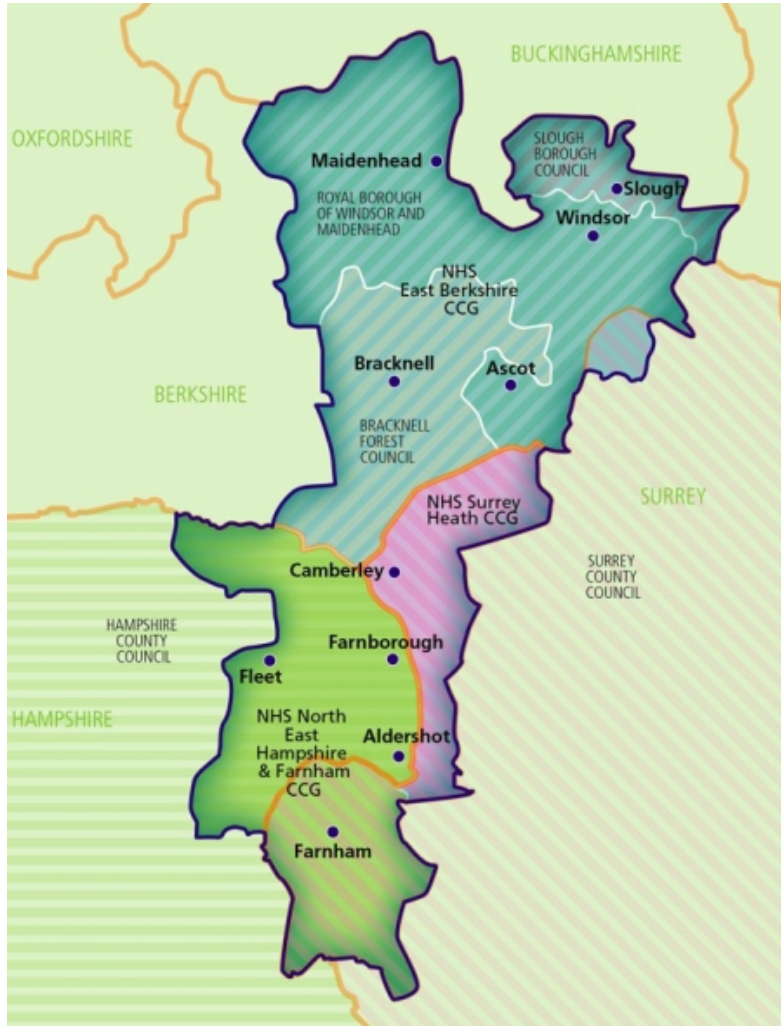 BUCKINGHAMSHIRE
OXFORDSHIRE
SLOUGH
BOROUGH
COUNCIL
Maidenhead
Slough
ROYAL BOROUGH
OF WINDSOR AND
MAIDENHEAD
Windsor
NHS
East Berkshire
CCG
Bracknell
Ascot
BERKSHIRE
BRACKNELL
FOREST
COUNCIL
NHS Surrey
Heath CCG
SURREY
Camberley
SURREY
COUNTY
COUNCIL
HAMPSHIRE
COUNTY
COUNCIL
Farnborough
Fleet
HAMPSHIRE
NHS North
East
Hampshire
& Farnham
CCG
Aldershot
Farnham